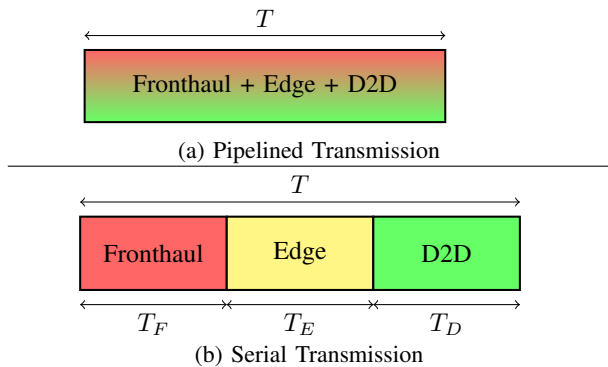 T
Fronthaul + Edge + D2D
(a) Pipelined Transmission
T
Fronthaul Edge D2D
T_F T_E T_D
(b) Serial Transmission